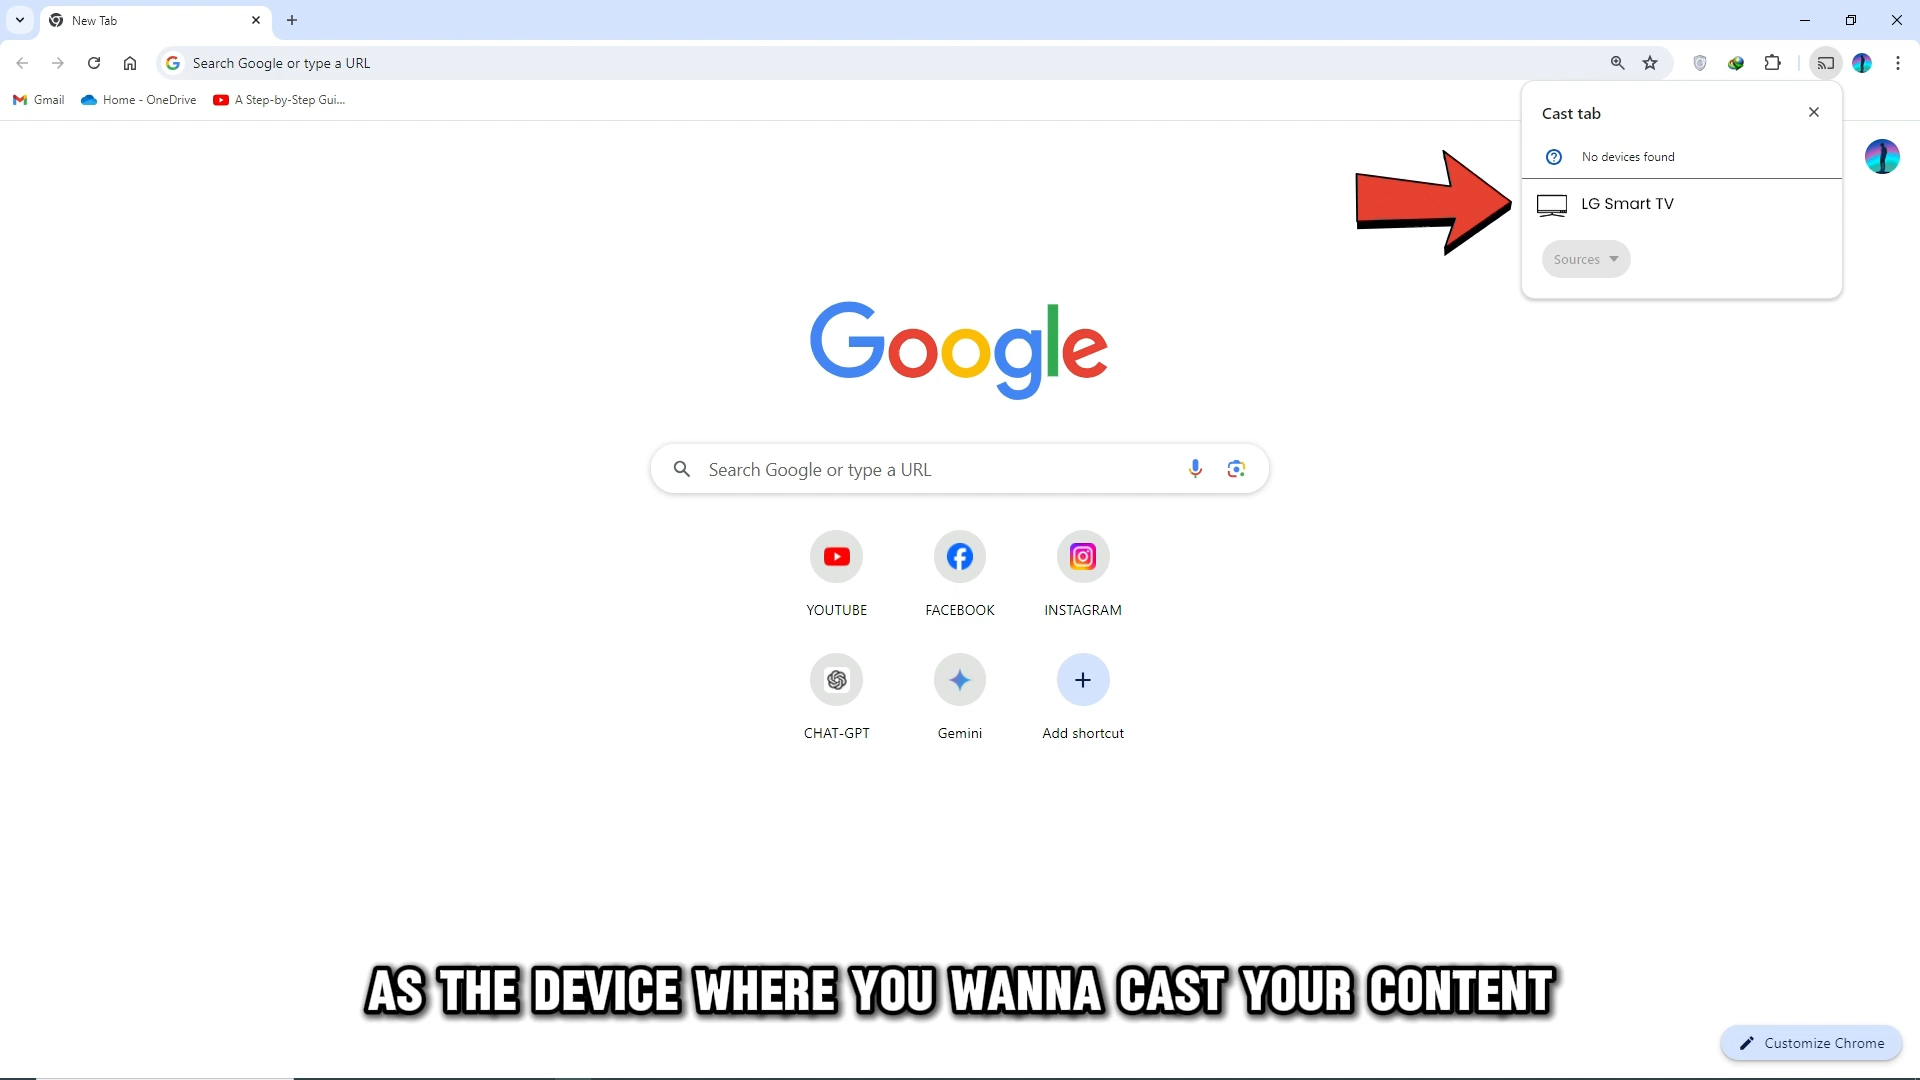 New Tab
Search Google or type a URL
Gmail
Home - OneDrive
A Step-by-Step Gui...
Cast tab
No devices found
LG Smart TV
Sources
Google
Search Google or type a URL
YOUTUBE
FACEBOOK
INSTAGRAM
CHAT-GPT
Gemini
Add shortcut
AS THE DEVICE WHERE YOU WANNA CAST YOUR CONTENT
Customize Chrome